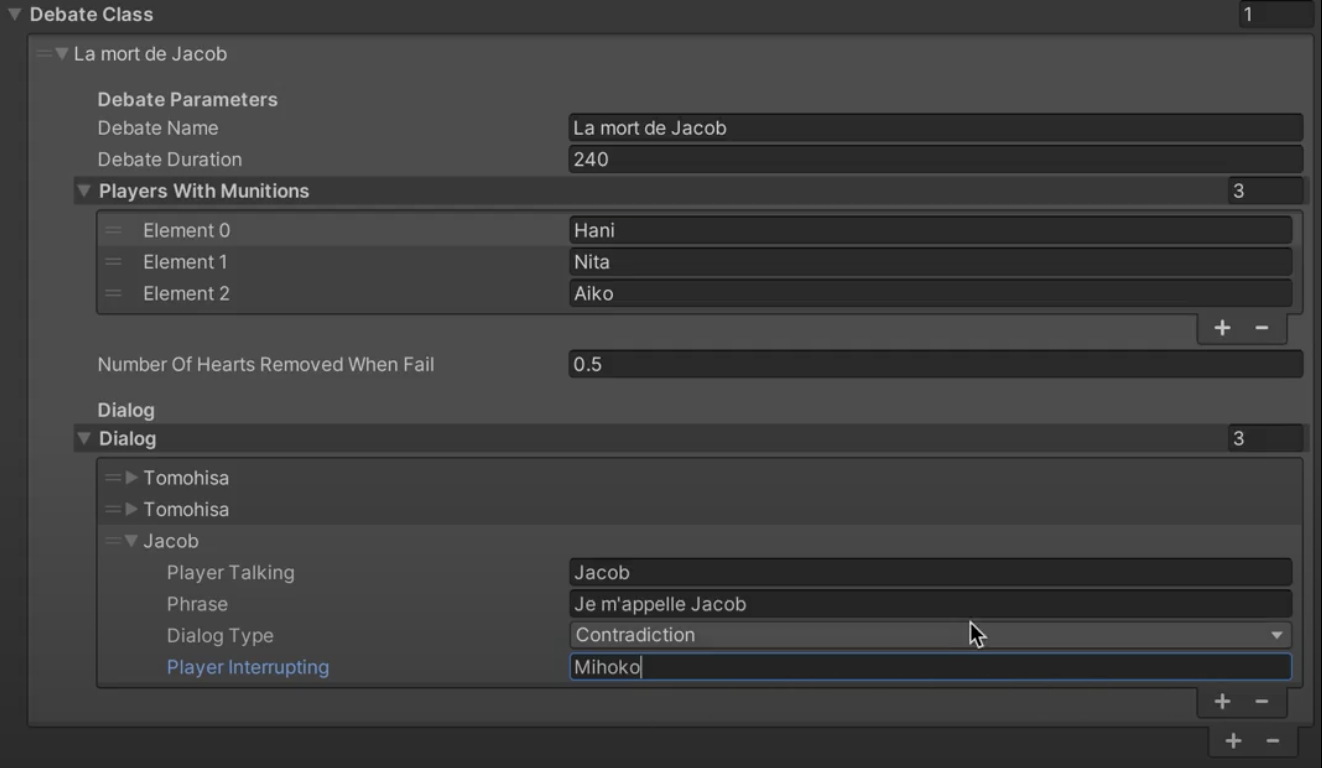 Debate Class 1
La mort de Jacob
Debate Parameters
Debate Name La mort de Jacob
Debate Duration 240
Players With Munitions 3
Element 0 Hani
Element 1 Nita
Element 2 Aiko
+ −
Number Of Hearts Removed When Fail 0.5
Dialog
Dialog 3
Tomohisa
Tomohisa
Jacob
Player Talking Jacob
Phrase Je m'appelle Jacob
Dialog Type Contradiction
Player Interrupting Mihoko
+ −
+ −